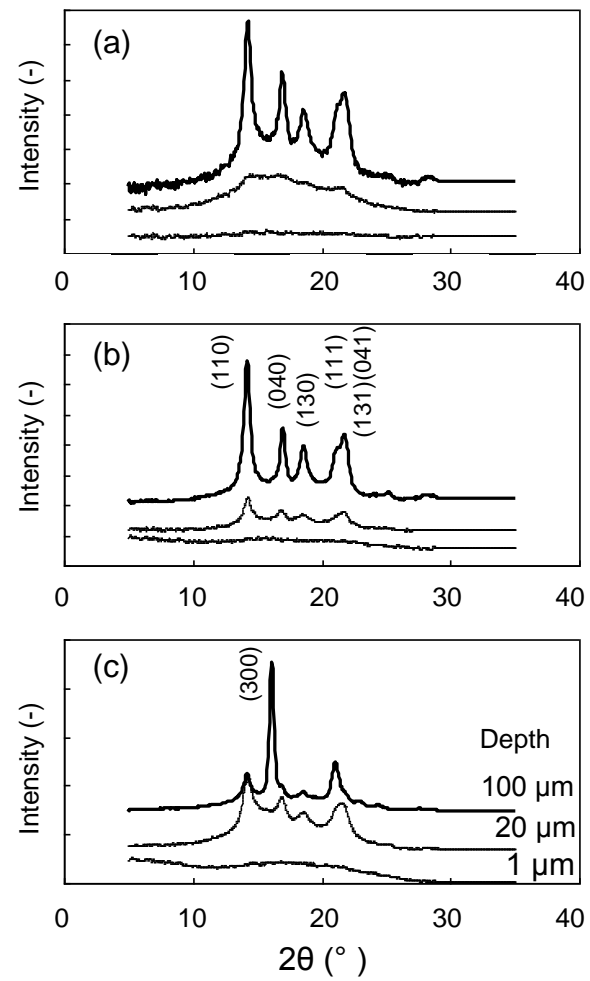 (a)
Intensity (-)
0 10 20 30 40
(b)
(110)
(040)
(130)
(111)
(131)(041)
Intensity (-)
0 10 20 30 40
(c)
(300)
Depth
100 μm
20 μm
1 μm
Intensity (-)
0 10 20 30 40
2θ (° )